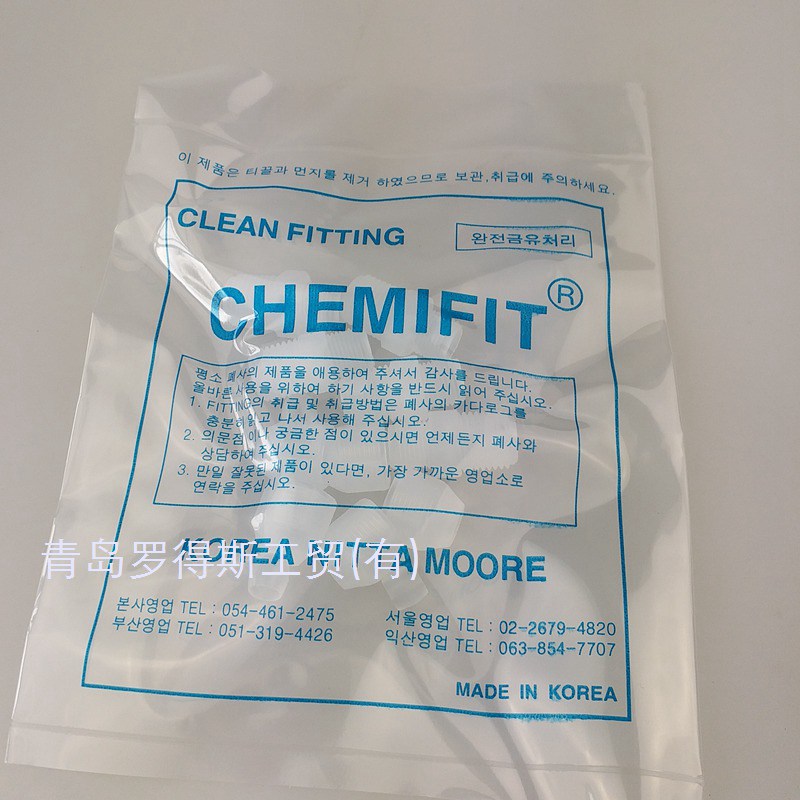 이 제품은 티끌과 먼지를 제거 하였으므로 보관,취급에 주의하세요.
CLEAN FITTING
완전금유처리
CHEMIFIT®
평소 폐사의 제품을 애용하여 주셔서 감사를 드립니다.
올바른 사용을 위하여 하기 사항을 반드시 읽어 주십시오.
1. FITTING의 취급 및 취급방법은 폐사의 카다로그를
충분히 읽고 나서 사용해 주십시오.
2. 의문점이나 궁금한 점이 있으시면 언제든지 폐사와
상담하여 주십시오.
3. 만일 잘못된 제품이 있다면, 가장 가까운 영업소로
연락을 주십시오.
KOREA NITTA MOORE
青岛罗得斯工贸(有)
본사영업 TEL : 054-461-2475
부산영업 TEL : 051-319-4426
서울영업 TEL : 02-2679-4820
익산영업 TEL : 063-854-7707
MADE IN KOREA